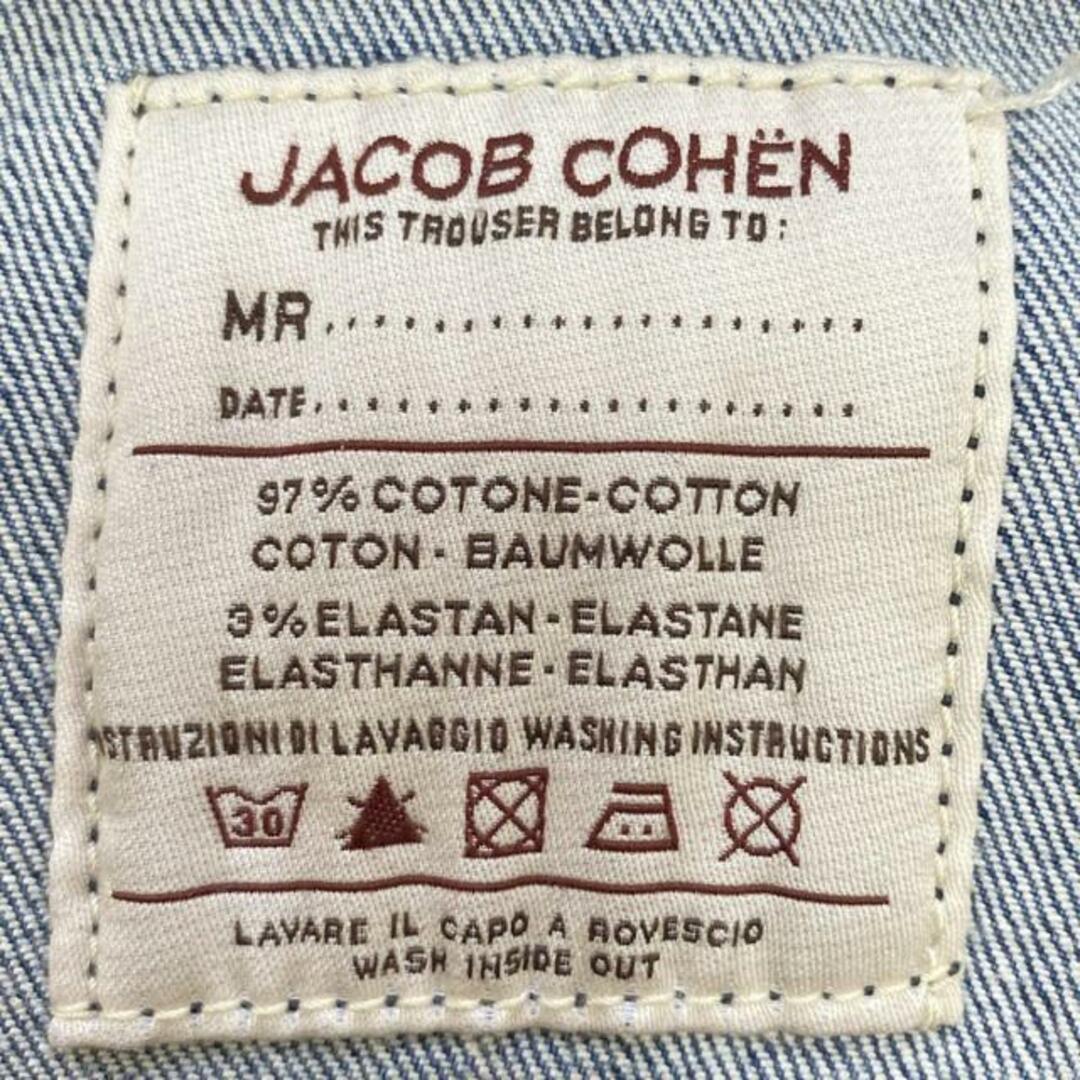 JACOB COHËN
THIS TROUSER BELONG TO:
MR.....................
DATE.....................
97% COTONE-COTTON
COTON - BAUMWOLLE
3% ELASTAN - ELASTANE
ELASTHANNE - ELASTHAN
ISTRUZIONI DI LAVAGGIO WASHING INSTRUCTIONS
30
LAVARE IL CAPO A ROVESCIO
WASH INSIDE OUT